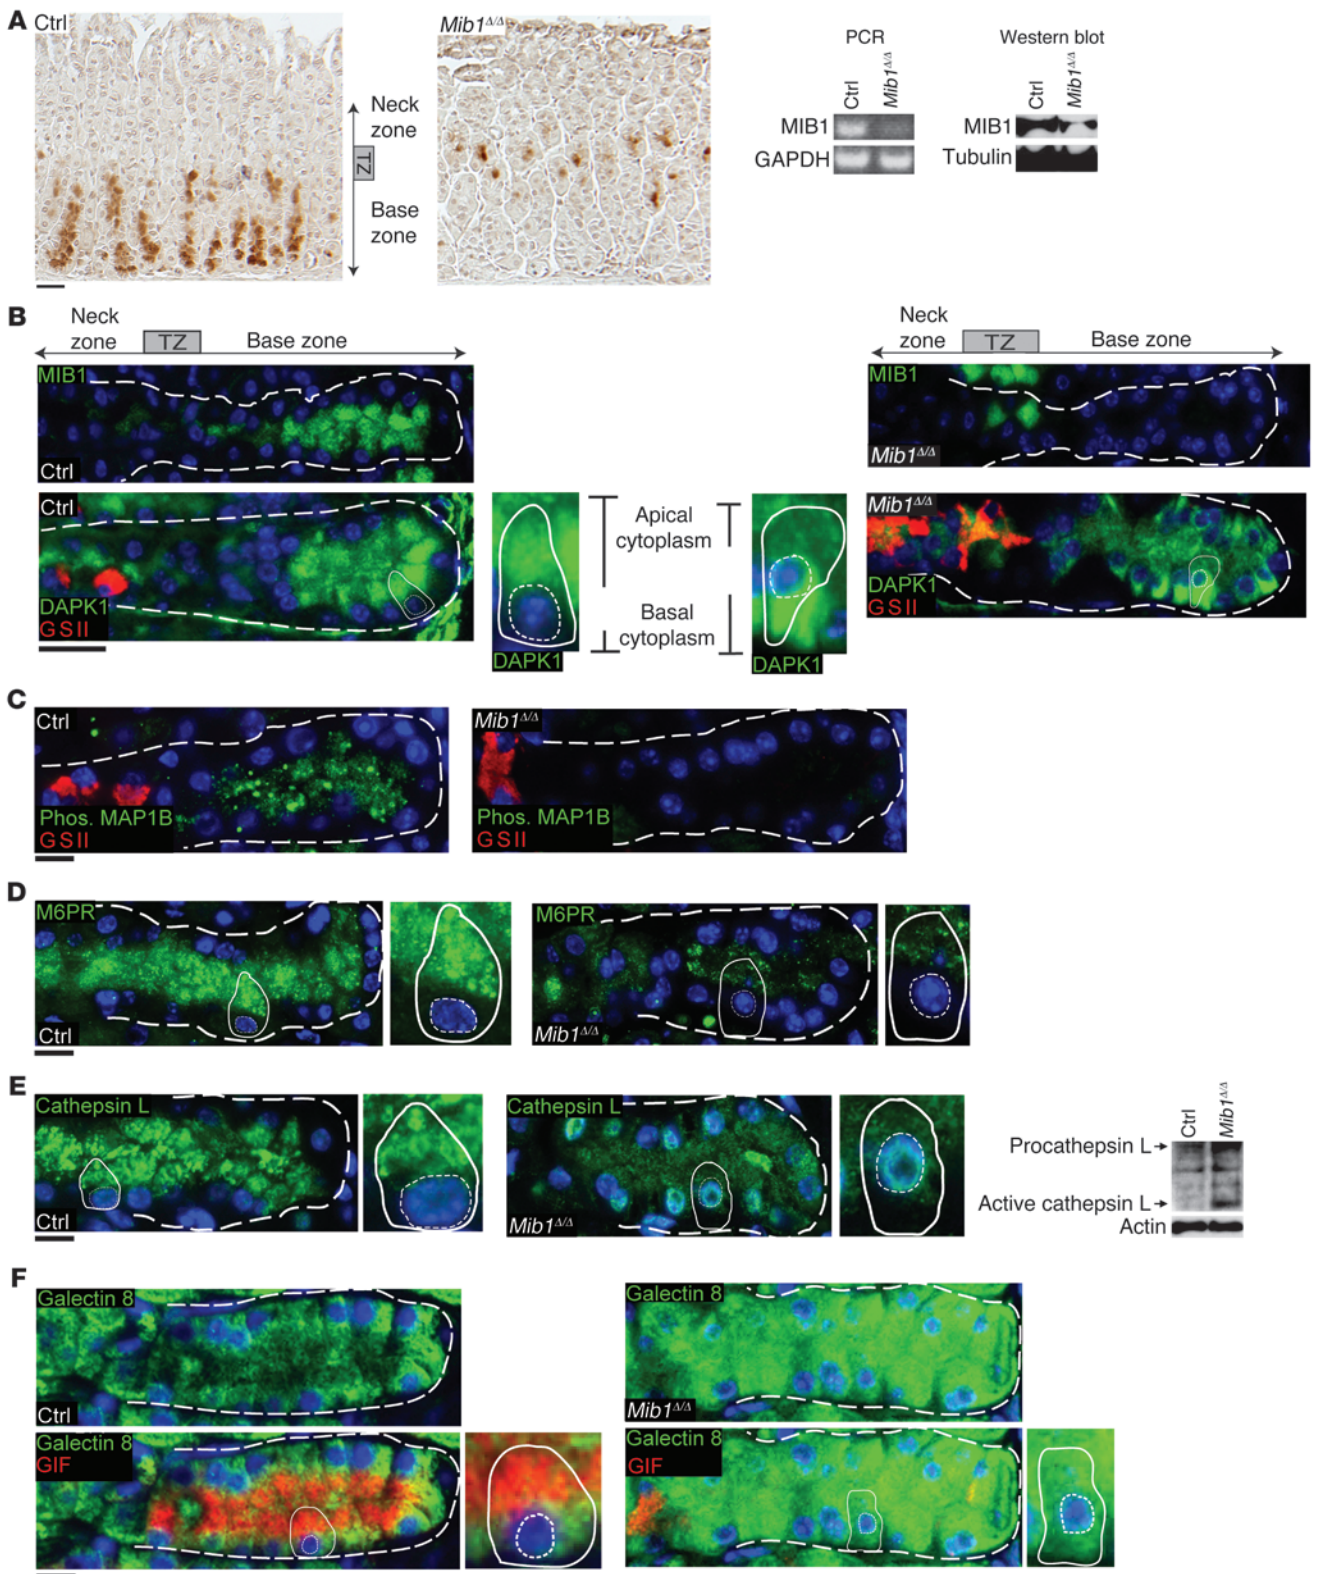 A
Ctrl
Mib1Δ/Δ
Neck
zone
TZ
Base
zone
PCR
Ctrl
Mib1Δ/Δ
MIB1
GAPDH
Western blot
Ctrl
Mib1Δ/Δ
MIB1
Tubulin
B
Neck
zone
TZ
Base zone
MIB1
Ctrl
Ctrl
DAPK1
GSII
DAPK1
Apical
cytoplasm
Basal
cytoplasm
DAPK1
Neck
zone
TZ
Base zone
MIB1
Mib1Δ/Δ
Mib1Δ/Δ
DAPK1
GSII
C
Ctrl
Phos. MAP1B
GSII
Mib1Δ/Δ
Phos. MAP1B
GSII
D
M6PR
Ctrl
M6PR
Mib1Δ/Δ
E
Cathepsin L
Ctrl
Cathepsin L
Mib1Δ/Δ
Ctrl
Mib1Δ/Δ
Procathepsin L
Active cathepsin L
Actin
F
Galectin 8
Ctrl
Galectin 8
GIF
Galectin 8
Mib1Δ/Δ
Galectin 8
GIF